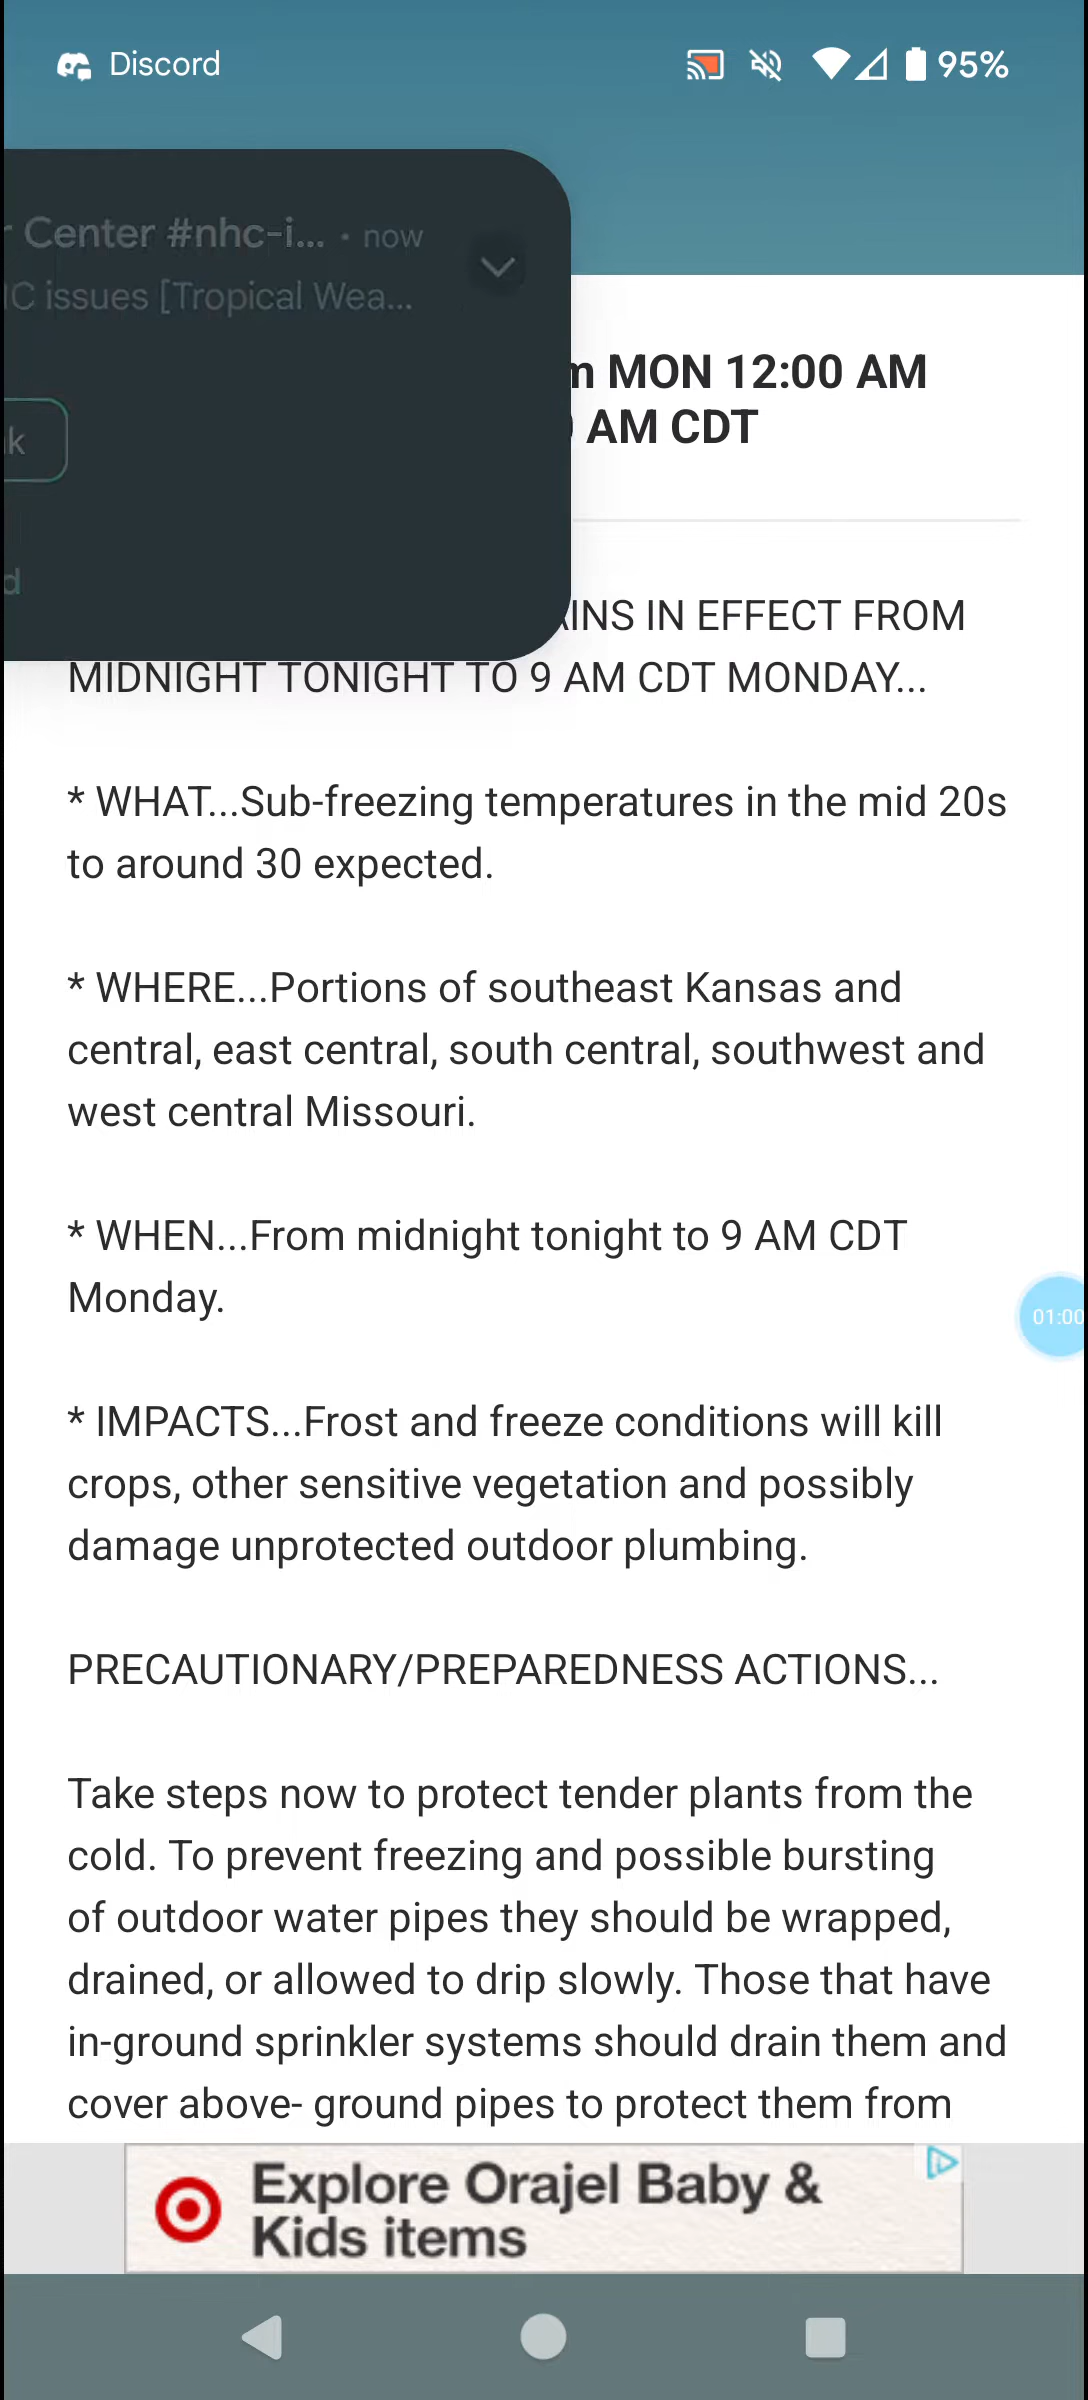 Discord
95%
Center #nhc-i... • now
issues [Tropical Wea...
MON 12:00 AM
AM CDT
IN EFFECT FROM
MIDNIGHT TONIGHT TO 9 AM CDT MONDAY...
* WHAT...Sub-freezing temperatures in the mid 20s
to around 30 expected.
* WHERE...Portions of southeast Kansas and
central, east central, south central, southwest and
west central Missouri.
* WHEN...From midnight tonight to 9 AM CDT
Monday.
01:00
* IMPACTS...Frost and freeze conditions will kill
crops, other sensitive vegetation and possibly
damage unprotected outdoor plumbing.
PRECAUTIONARY/PREPAREDNESS ACTIONS...
Take steps now to protect tender plants from the
cold. To prevent freezing and possible bursting
of outdoor water pipes they should be wrapped,
drained, or allowed to drip slowly. Those that have
in-ground sprinkler systems should drain them and
cover above- ground pipes to protect them from
Explore Orajel Baby &
Kids items